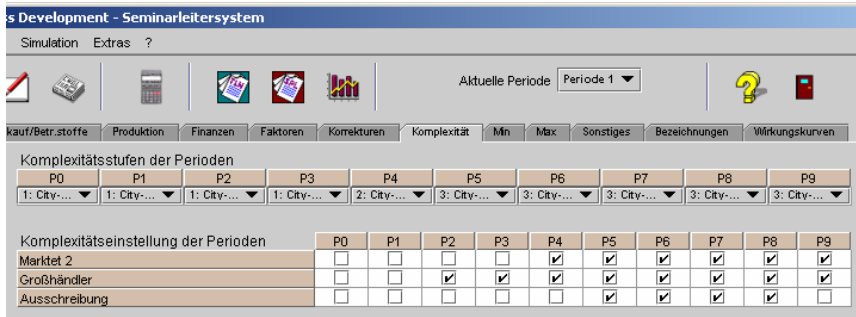 s Development - Seminarleitersystem
Simulation Extras ?
Aktuelle Periode Periode 1
kauf/Betr.stoffe Produktion Finanzen Faktoren Korrekturen Komplexität Min Max Sonstiges Bezeichnungen Wirkungskurven
Komplexitätsstufen der Perioden
P0 P1 P2 P3 P4 P5 P6 P7 P8 P9
1: City-... 1: City-... 1: City-... 1: City-... 2: City-... 3: City-... 3: City-... 3: City-... 3: City-... 3: City-...
Komplexitätseinstellung der Perioden P0 P1 P2 P3 P4 P5 P6 P7 P8 P9
Marktet 2
Großhändler
Ausschreibung